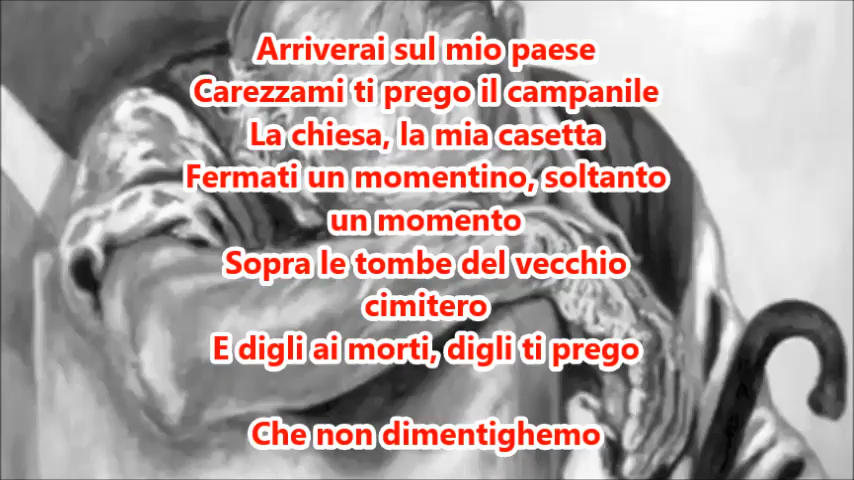 Arriverai sul mio paese
Carezzami ti prego il campanile
La chiesa, la mia casetta
Fermati un momentino, soltanto
un momento
Sopra le tombe del vecchio
cimitero
E digli ai morti, digli ti prego
Che non dimentighemo